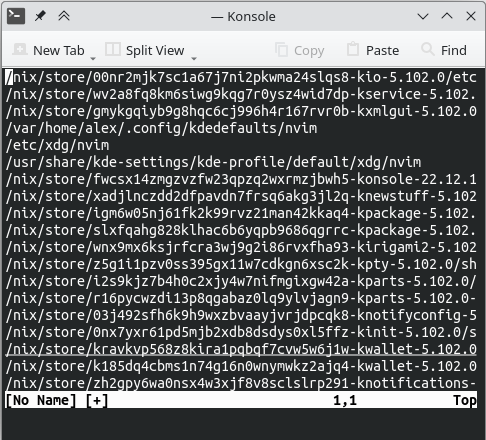 — Konsole
New Tab Split View Copy Paste Find
/nix/store/00nr2mjk7sc1a67j7ni2pkwma24slqs8-kio-5.102.0/etc
/nix/store/wv2a8fq8km6siwg9kqg7r0ysz4wid7dp-kservice-5.102.
/nix/store/gmykgqiyb9g8hqc6cj996h4r167rvr0b-kxmlgui-5.102.0
/var/home/alex/.config/kdedefaults/nvim
/etc/xdg/nvim
/usr/share/kde-settings/kde-profile/default/xdg/nvim
/nix/store/fwcsx14zmgzvzfw23qpzq2wxrmzjbwh5-konsole-22.12.1
/nix/store/xadjlnczdd2dfpavdn7frsq6akg3jl2q-knewstuff-5.102
/nix/store/igm6w05nj61fk2k99rvz21man42kkaq4-kpackage-5.102.
/nix/store/slxfqahg828klhac6b6yqpb9686qgrrc-kpackage-5.102.
/nix/store/wnx9mx6ksjrfcra3wj9g2i86rvxfha93-kirigami2-5.102
/nix/store/z5g1i1pzv0ss395gx11w7cdkgn6xsc2k-kpty-5.102.0/sh
/nix/store/i2s9kjz7b4h0c2xjy4w7nifmgixgw42a-kparts-5.102.0/
/nix/store/r16pycwzdi13p8qgabaz0lq9ylvjagn9-kparts-5.102.0-
/nix/store/03j492sfh6k9h9wxzbvaayjvrjdpcqk8-knotifyconfig-5
/nix/store/0nx7yxr61pd5mjb2xdb8dsdys0xl5ffz-kinit-5.102.0/s
/nix/store/kravkvp568z8kira1pqbqf7cvw5w6j1w-kwallet-5.102.0
/nix/store/k185dq4cbms1n74g16n0wnymwkz2ajq4-kwallet-5.102.0
/nix/store/zh2gpy6wa0nsx4w3xjf8v8sclslrp291-knotifications-
[No Name] [+] 1,1 Top